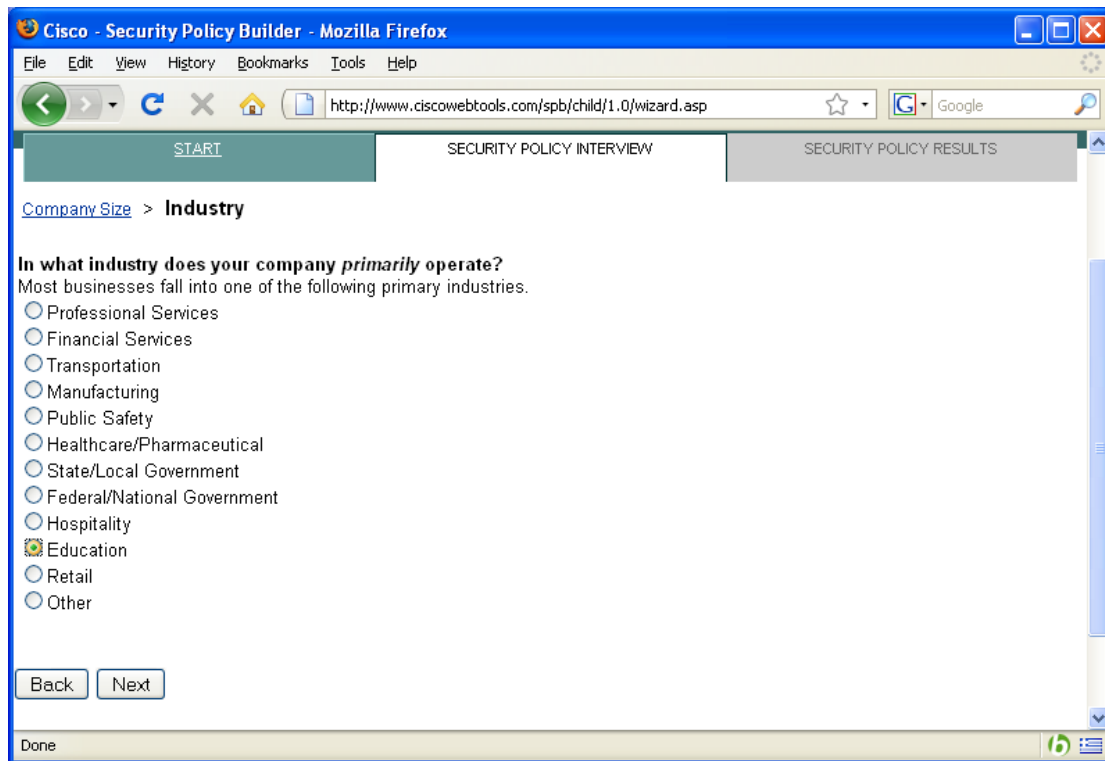 Cisco - Security Policy Builder - Mozilla Firefox
File Edit View History Bookmarks Tools Help
http://www.ciscowebtools.com/spb/child/1.0/wizard.asp G Google
START SECURITY POLICY INTERVIEW SECURITY POLICY RESULTS
Company Size > Industry
In what industry does your company primarily operate?
Most businesses fall into one of the following primary industries.
Professional Services
Financial Services
Transportation
Manufacturing
Public Safety
Healthcare/Pharmaceutical
State/Local Government
Federal/National Government
Hospitality
Education
Retail
Other
Back Next
Done